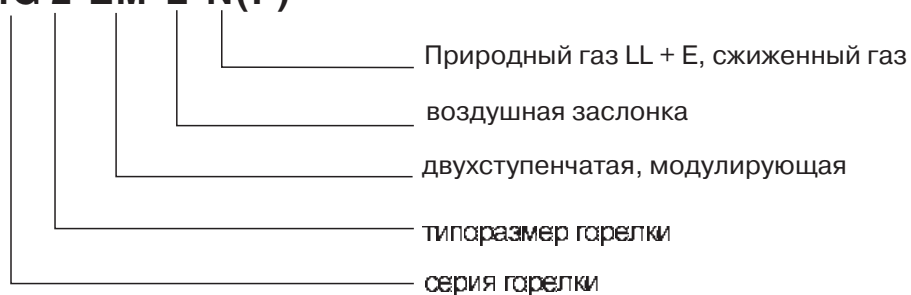 Природный газ LL + E, сжиженный газ
воздушная заслонка
двухступенчатая, модулирующая
типоразмер горелки
серия горелки